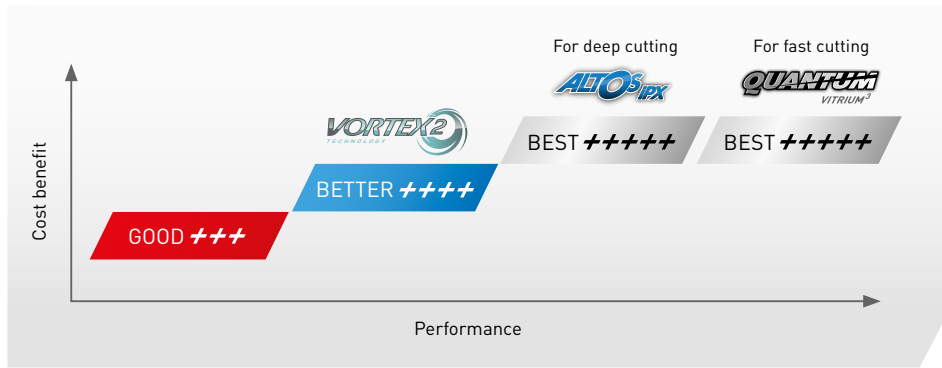 For deep cutting
For fast cutting
ALTOS IPX
QUANTUM
VITRIUM³
VORTEX2
TECHNOLOGY
BEST +++++
BEST +++++
BETTER ++++
GOOD +++
Cost benefit
Performance